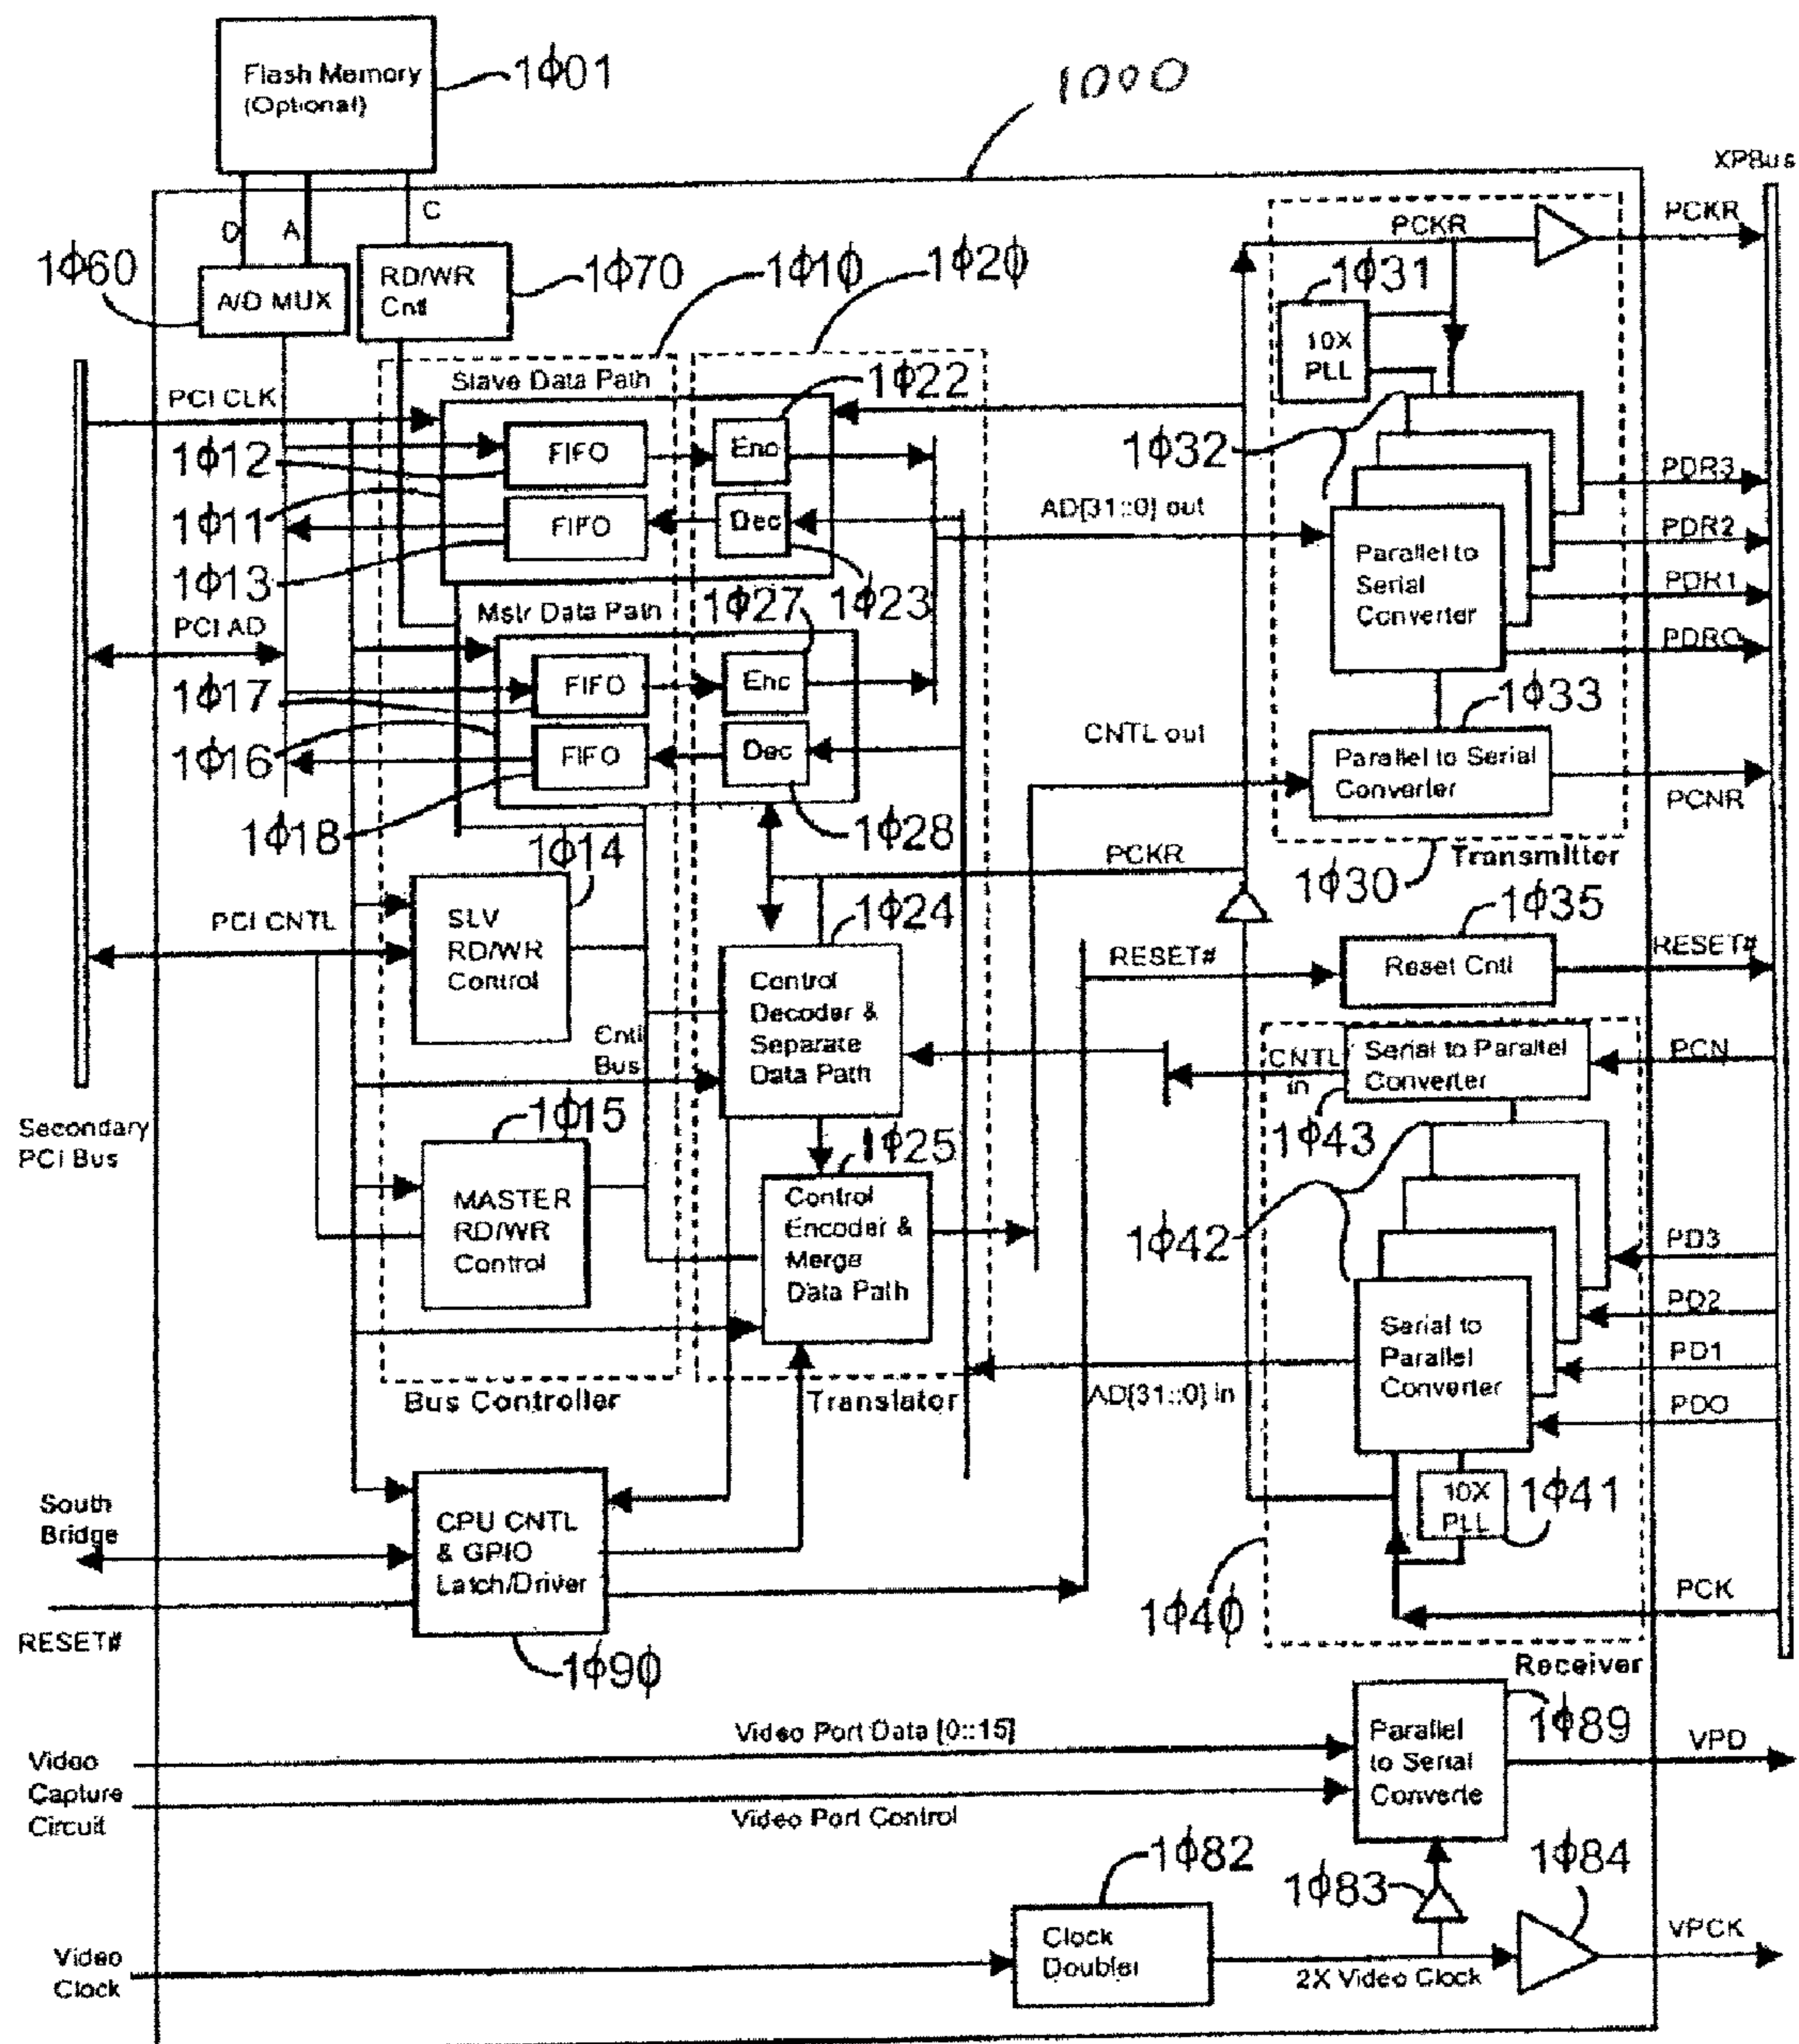 Flash Memory
(Optional)
1ϕ01
1000
XPBus
D
A
C
1ϕ60
A/D MUX
RD/WR
Cntl
1ϕ70
1ϕ1ϕ
1ϕ2ϕ
PCKR
PCKR
1ϕ31
10X
PLL
Slave Data Path
1ϕ22
PCI CLK
1ϕ12
FIFO
Enc
1ϕ32
PDR3
1ϕ11
FIFO
Dec
AD[31::0] out
PDR2
1ϕ13
Parallel to
Serial
Converter
PDR1
Mstr Data Path
1ϕ27
1ϕ23
PCI AD
PDRO
1ϕ17
FIFO
Enc
1ϕ33
1ϕ16
FIFO
Dec
CNTL out
Parallel to Serial
Converter
PCNR
1ϕ18
1ϕ28
1ϕ14
PCKR
Transmitter
1ϕ30
1ϕ24
1ϕ35
PCI CNTL
SLV
RD/WR
Control
RESET#
Reset Cntl
RESET#
Control
Decoder &
Separate
Data Path
Cntl
Bus
CNTL
in
Serial to Parallel
Converter
PCN
1ϕ15
1ϕ43
Secondary
PCI Bus
1ϕ25
MASTER
RD/WR
Control
Control
Encoder &
Merge
Data Path
1ϕ42
PD3
PD2
Serial to
Parallel
Converter
PD1
Bus Controller
Translator
AD[31::0] in
PDO
South
Bridge
CPU CNTL
& GPIO
Latch/Driver
10X
PLL
1ϕ41
1ϕ4ϕ
PCK
RESET#
1ϕ9ϕ
Receiver
Video Port Data [0::15]
Parallel
to Serial
Converte
1ϕ89
VPD
Video
Capture
Circuit
Video Port Control
1ϕ82
1ϕ83
1ϕ84
Clock
Doubler
VPCK
Video
Clock
2X Video Clock